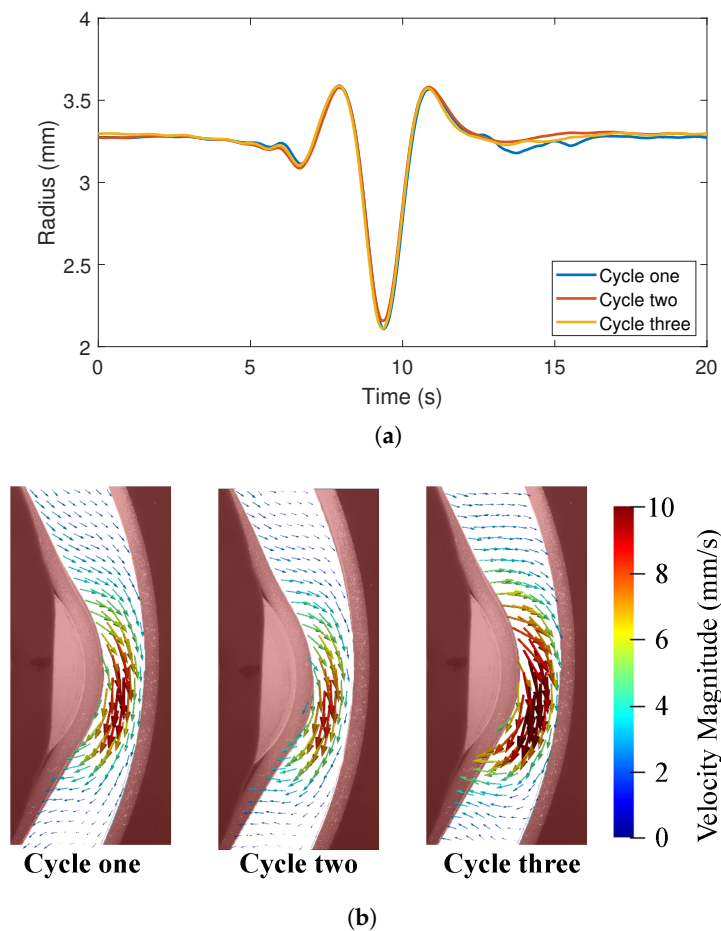 4
3.5
3
2.5
2
Radius (mm)
Cycle one
Cycle two
Cycle three
0 5 10 15 20
Time (s)
(a)
10
8
6
4
2
0
Velocity Magnitude (mm/s)
Cycle one Cycle two Cycle three
(b)